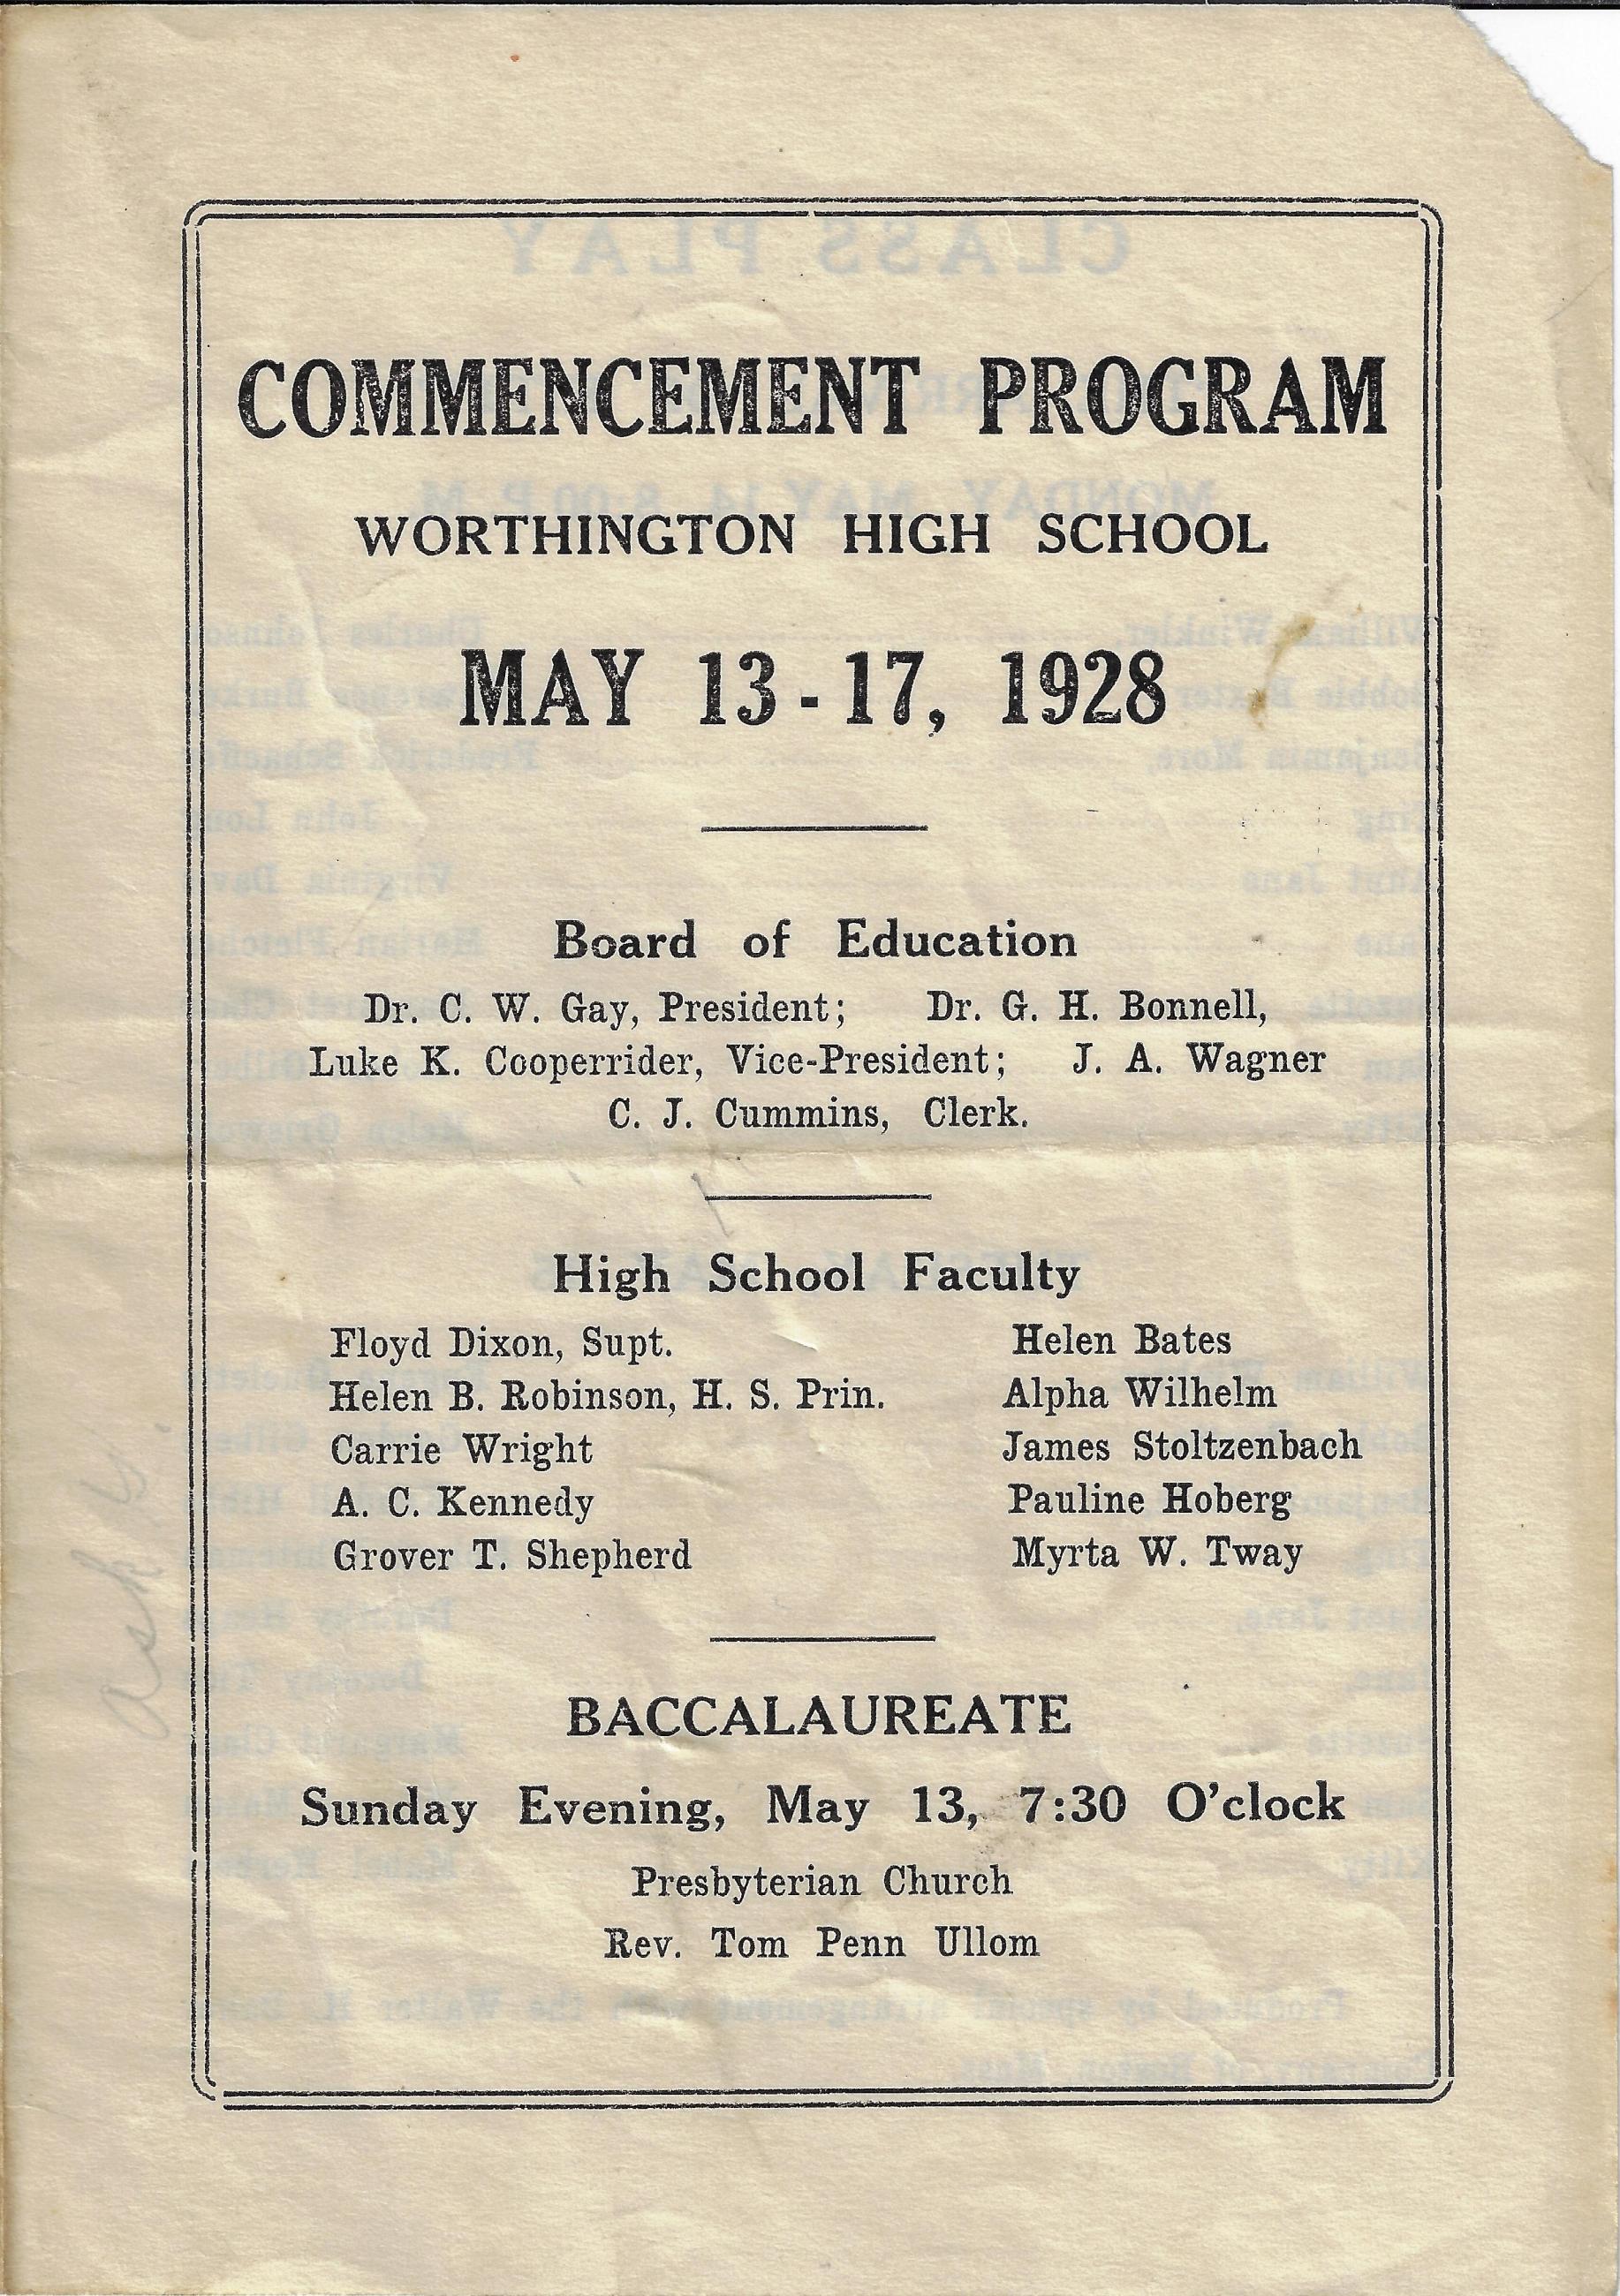 COMMENCEMENT PROGRAM
WORTHINGTON HIGH SCHOOL
MAY 13-17, 1928
Board of Education
Dr. C. W. Gay, President; Dr. G. H. Bonnell,
Luke K. Cooperrider, Vice-President; J. A. Wagner
C. J. Cummins, Clerk.
High School Faculty
Floyd Dixon, Supt.
Helen B. Robinson, H. S. Prin.
Carrie Wright
A. C. Kennedy
Grover T. Shepherd
Helen Bates
Alpha Wilhelm
James Stoltzenbach
Pauline Hoberg
Myrta W. Tway
BACCALAUREATE
Sunday Evening, May 13, 7:30 O'clock
Presbyterian Church
Rev. Tom Penn Ullom